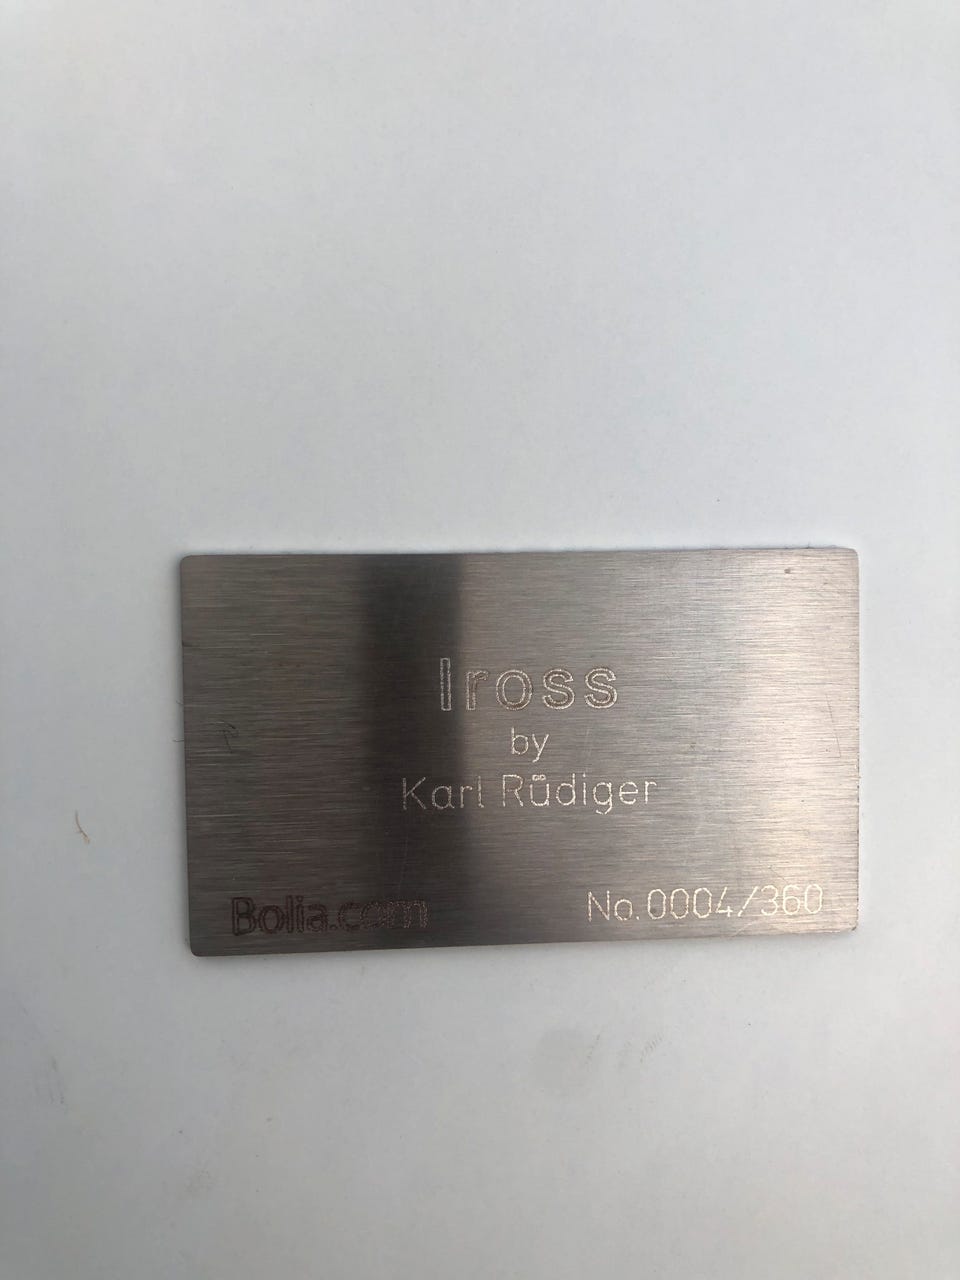 Iross
by
Karl Rüdiger
Bolia.com
No.0004/360